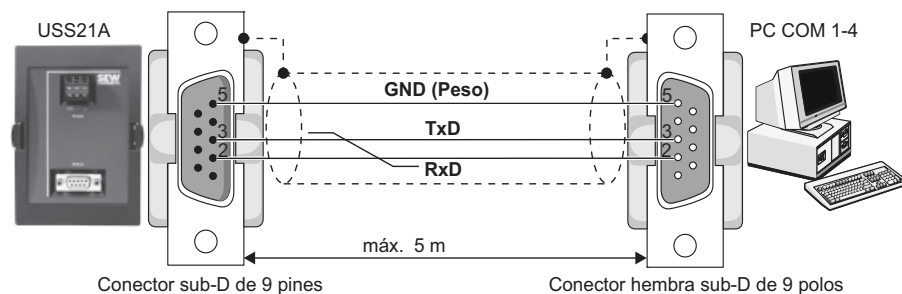 USS21A
PC COM 1-4
SEW
5
GND (Peso)
5
3
TxD
3
2
RxD
2
máx. 5 m
Conector sub-D de 9 pines
Conector hembra sub-D de 9 polos